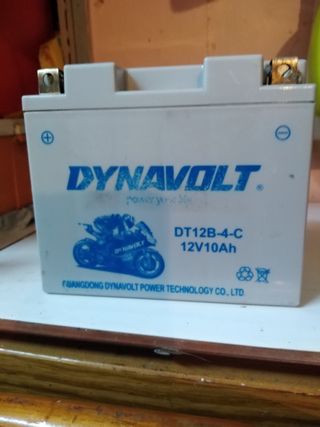 DYNAVOLT®
DT12B-4-C
12V10Ah
GUANGDONG DYNAVOLT POWER TECHNOLOGY CO., LTD.